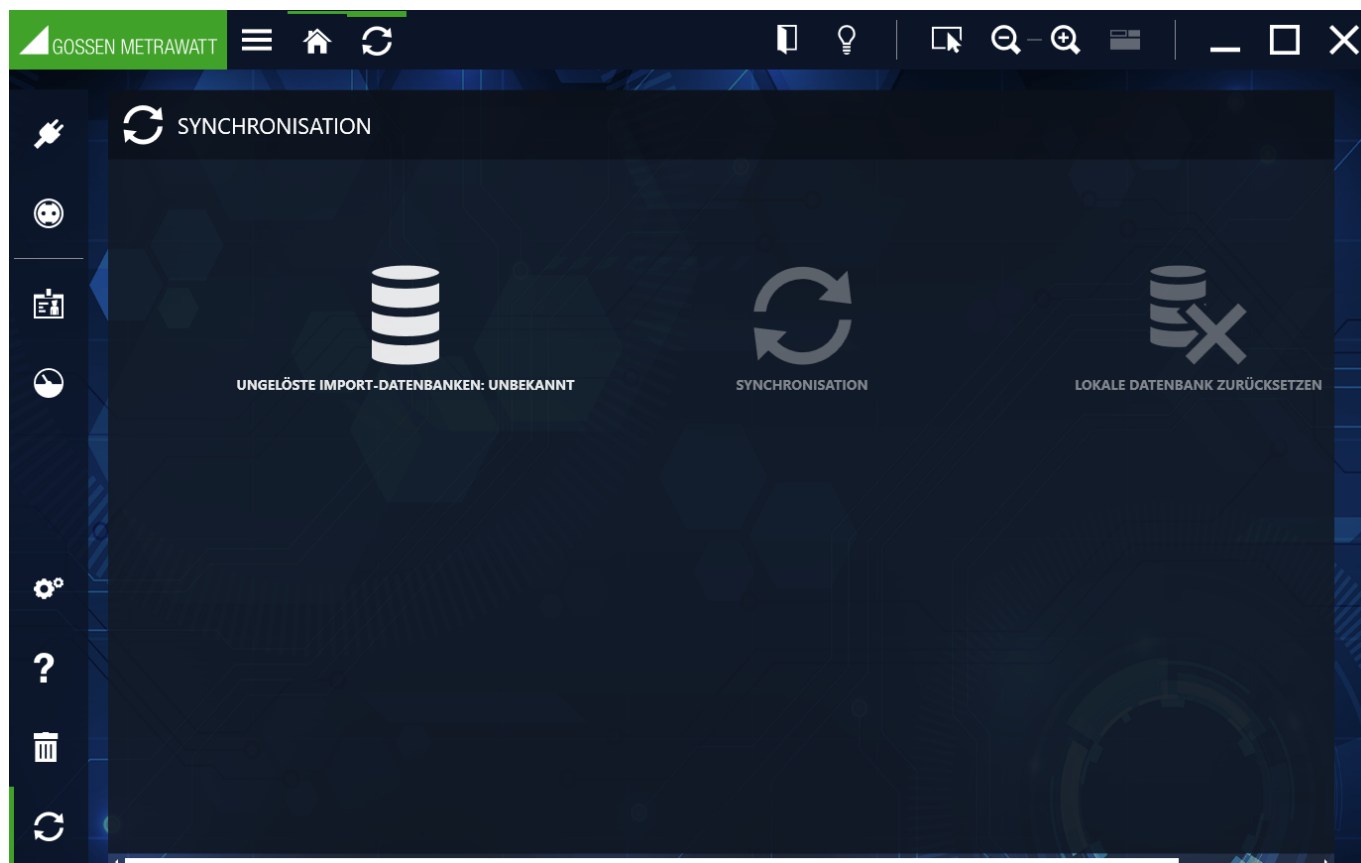 GOSSEN METRAWATT
SYNCHRONISATION
UNGELÖSTE IMPORT-DATENBANKEN: UNBEKANNT
SYNCHRONISATION
LOKALE DATENBANK ZURÜCKSETZEN